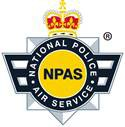 NATIONAL POLICE
NPAS
AIR SERVICE
®